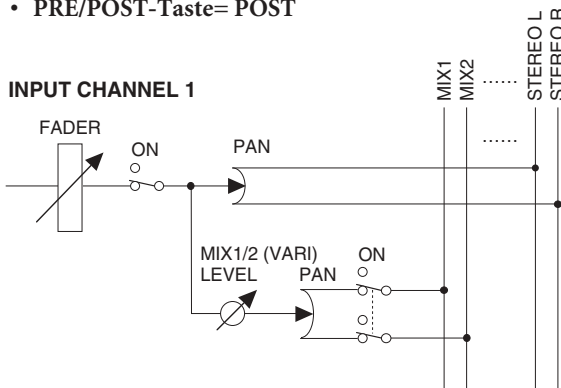 • PRE/POST-Taste= POST
INPUT CHANNEL 1
FADER
ON
PAN
MIX1
MIX2
......
STEREO L
STEREO R
......
MIX1/2 (VARI)
LEVEL
PAN
ON